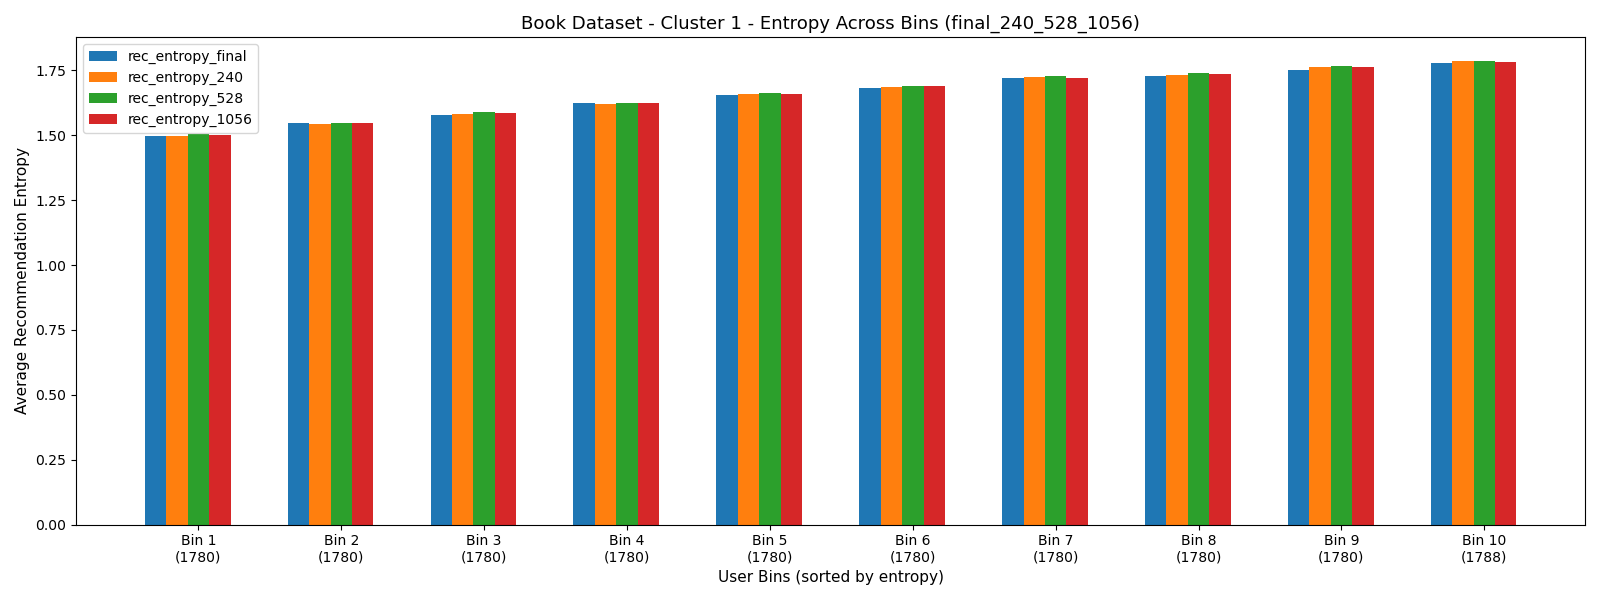 Book Dataset - Cluster 1 - Entropy Across Bins (final_240_528_1056)
rec_entropy_final
rec_entropy_240
rec_entropy_528
rec_entropy_1056
Average Recommendation Entropy
1.75
1.50
1.25
1.00
0.75
0.50
0.25
0.00
Bin 1 Bin 2 Bin 3 Bin 4 Bin 5 Bin 6 Bin 7 Bin 8 Bin 9 Bin 10
(1780) (1780) (1780) (1780) (1780) (1780) (1780) (1780) (1780) (1788)
User Bins (sorted by entropy)